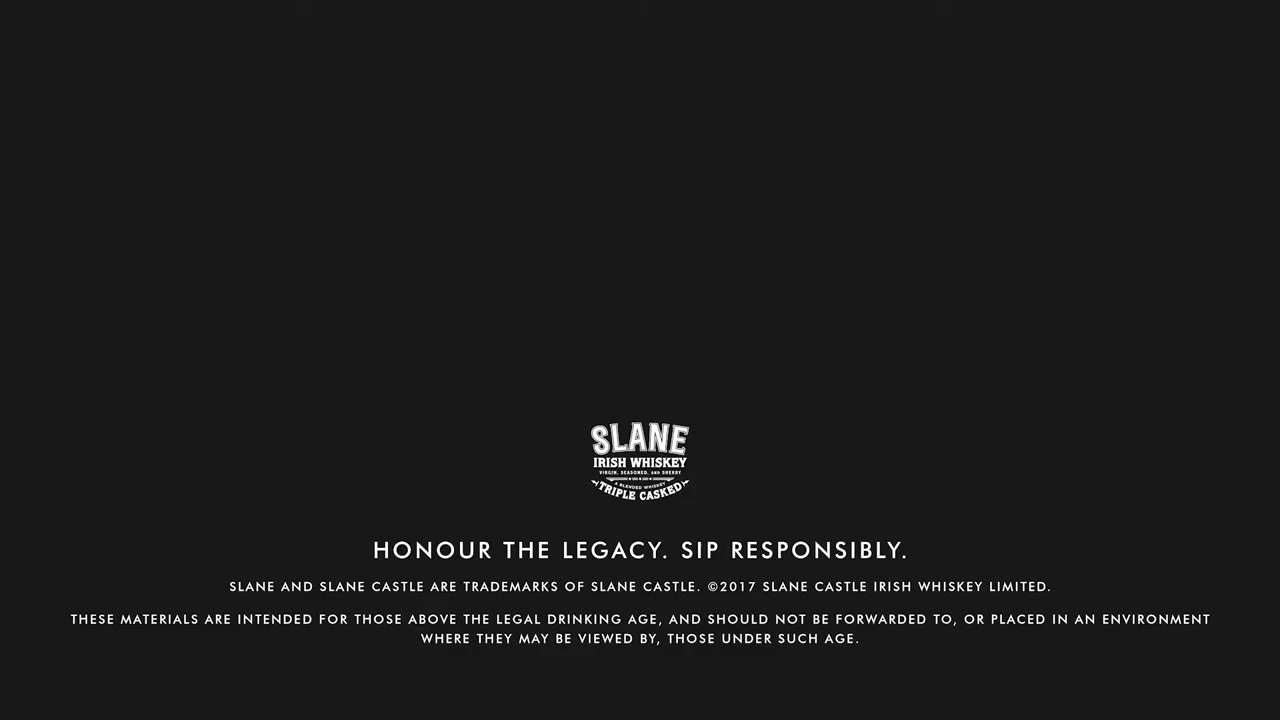 SLANE
IRISH WHISKEY
VIRGIN, SEASONED, AND SHERRY
A BLENDED WHISKEY
TRIPLE CASKED
HONOUR THE LEGACY. SIP RESPONSIBLY.
SLANE AND SLANE CASTLE ARE TRADEMARKS OF SLANE CASTLE. ©2017 SLANE CASTLE IRISH WHISKEY LIMITED.
THESE MATERIALS ARE INTENDED FOR THOSE ABOVE THE LEGAL DRINKING AGE, AND SHOULD NOT BE FORWARDED TO, OR PLACED IN AN ENVIRONMENT
WHERE THEY MAY BE VIEWED BY, THOSE UNDER SUCH AGE.